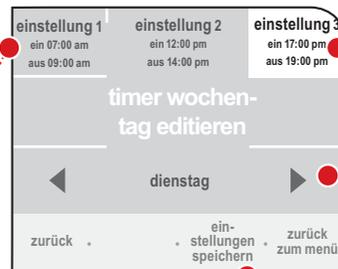 einstellung 1
ein 07:00 am
aus 09:00 am
einstellung 2
ein 12:00 pm
aus 14:00 pm
einstellung 3
ein 17:00 pm
aus 19:00 pm
timer wochen-
tag editieren
dienstag
zurück
ein-
stellungen
speichern
zurück
zum menü